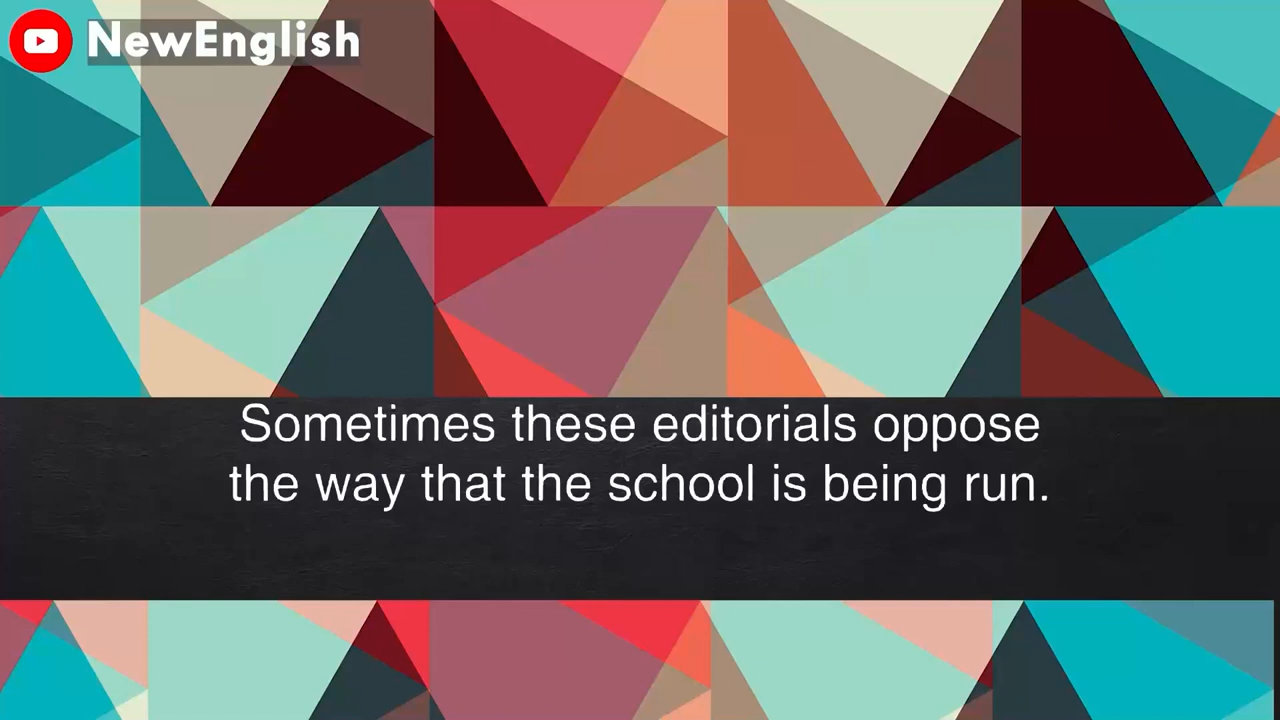 NewEnglish
Sometimes these editorials oppose
the way that the school is being run.